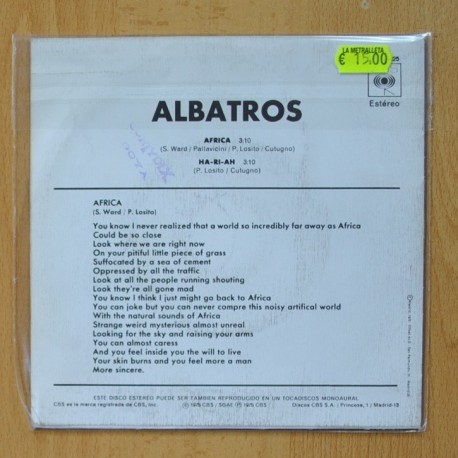 LA METRALLETA
€ 15,00
Estéreo
ALBATROS
AFRICA 3:10
(S. Ward / Pallavicini / P. Losito / Cutugno)
HA-RI-AH 3:10
(P. Losito / Cutugno)
AFRICA
(S. Ward / P. Losito)
You know I never realized that a world so incredibly far away as Africa
Could be so close
Look where we are right now
On your pitiful little piece of grass
Suffocated by a sea of cement
Oppressed by all the traffic
Look at all the people running shouting
Look they're all gone mad
You know I think I just might go back to Africa
You can joke but you can never compre this noisy artifical world
With the natural sounds of Africa
Strange weird mysterious almost unreal
Looking for the sky and raising your arms
You can almost caress
And you feel inside you the will to live
Your skin burns and you feel more a man
More sincere.
ESTE DISCO ESTEREO PUEDE SER TAMBIEN REPRODUCIDO EN UN TOCADISCOS MONOAURAL
CBS es la marca registrada de CBS, Inc. Ⓒ 1976 CBS / SGAE Ⓟ 1976 CBS Discos CBS S.A. / Princesa, 1 / Madrid-13